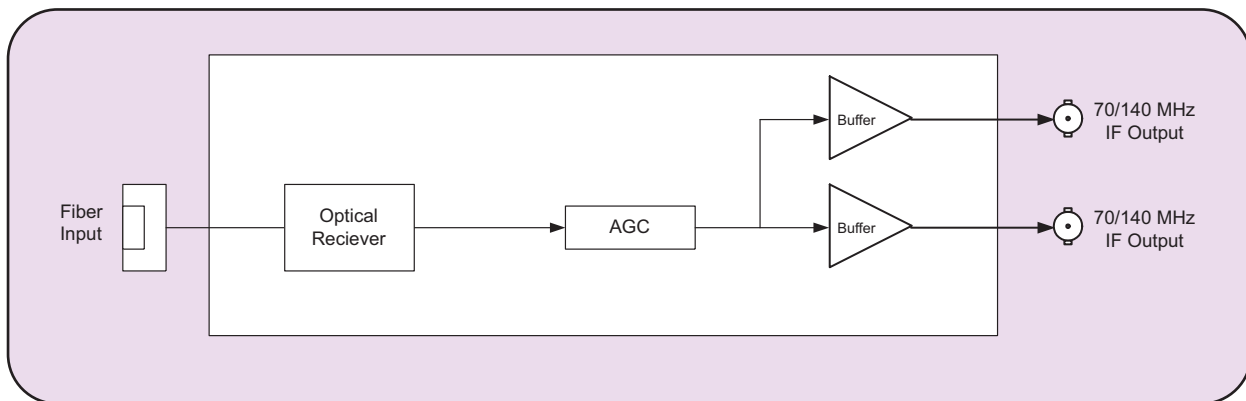 Fiber
Input
Optical
Reciever
AGC
Buffer
70/140 MHz
IF Output
Buffer
70/140 MHz
IF Output